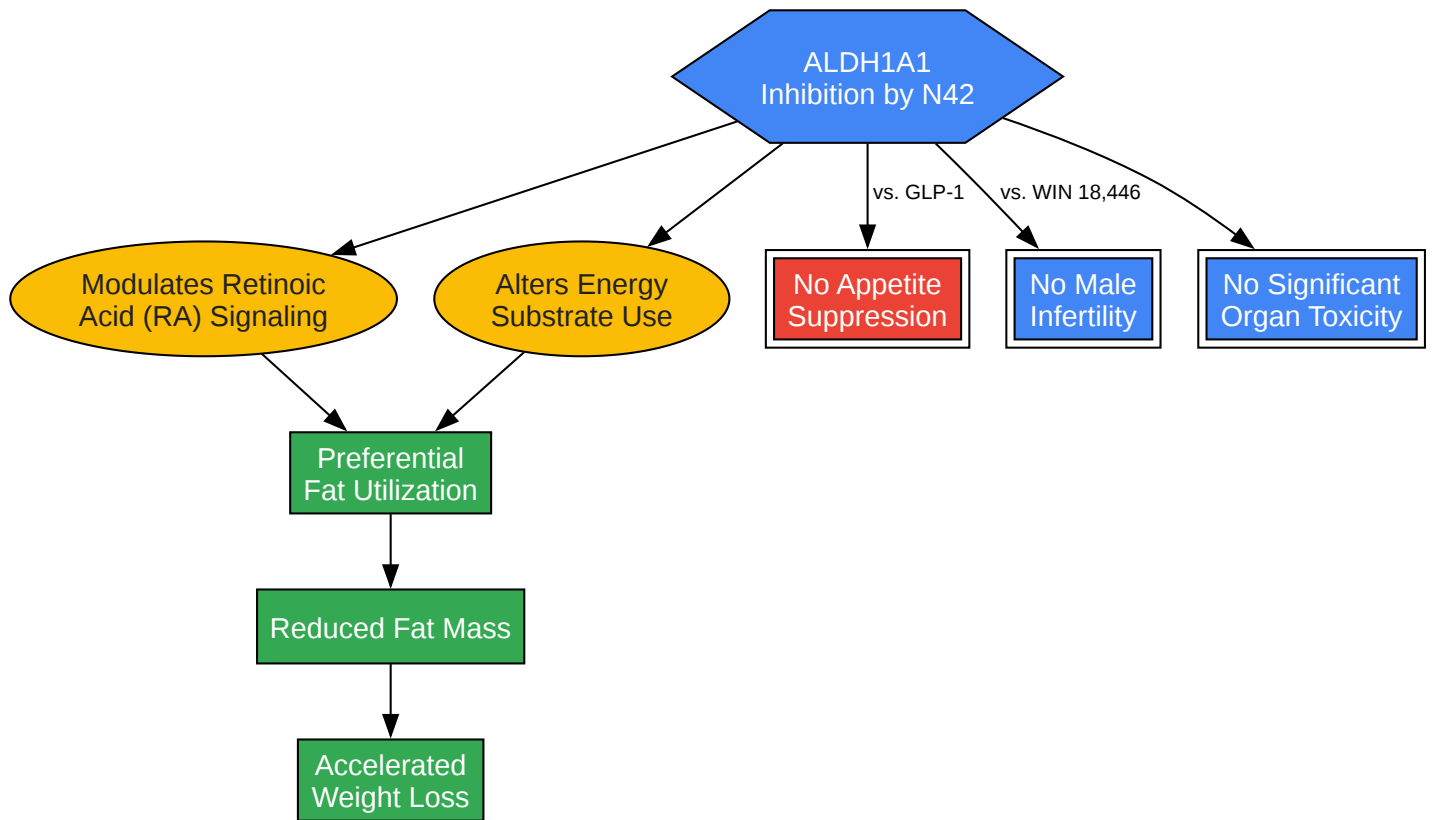 ALDH1A1
Inhibition by N42
vs. GLP-1
vs. WIN 18,446
Modulates Retinoic
Acid (RA) Signaling
Alters Energy
Substrate Use
No Appetite
Suppression
No Male
Infertility
No Significant
Organ Toxicity
Preferential
Fat Utilization
Reduced Fat Mass
Accelerated
Weight Loss